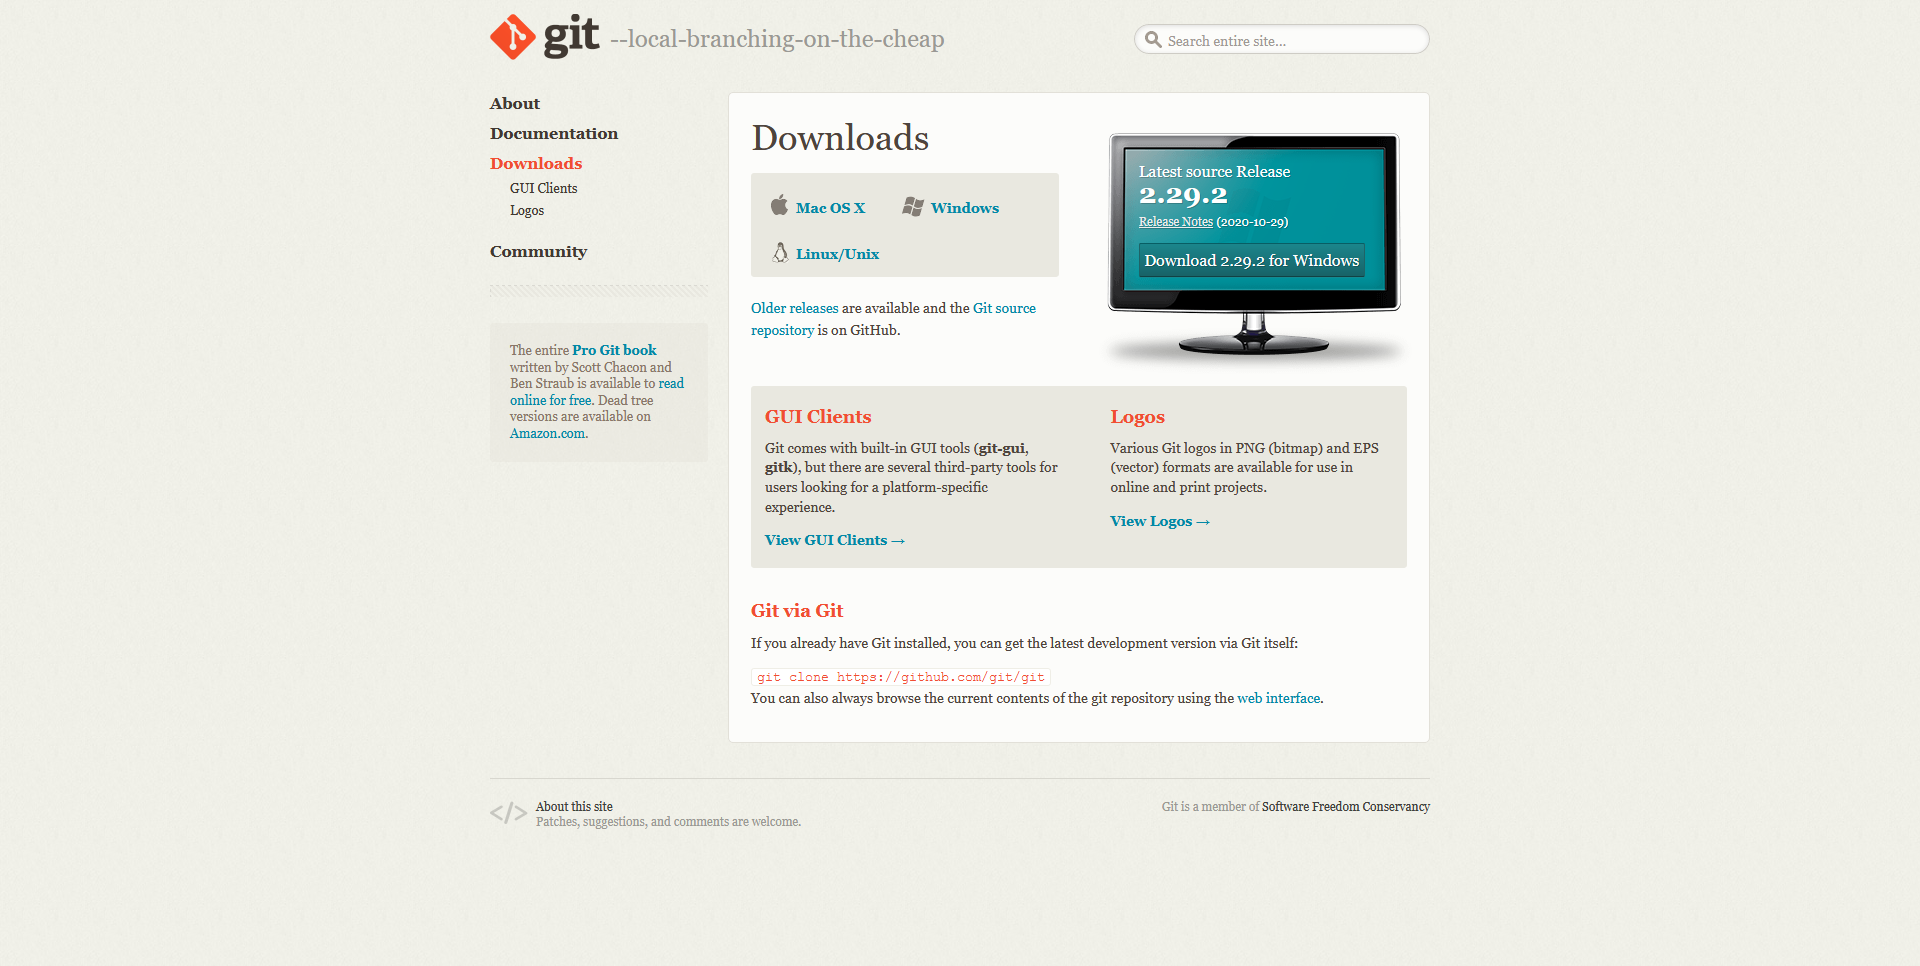 git --local-branching-on-the-cheap
Search entire site...
About
Documentation
Downloads
GUI Clients
Logos
Community
The entire Pro Git book
written by Scott Chacon and
Ben Straub is available to read
online for free. Dead tree
versions are available on
Amazon.com.
Downloads
Mac OS X
Windows
Linux/Unix
Older releases are available and the Git source
repository is on GitHub.
Latest source Release
2.29.2
Release Notes (2020-10-29)
Download 2.29.2 for Windows
GUI Clients
Git comes with built-in GUI tools (git-gui,
gitk), but there are several third-party tools for
users looking for a platform-specific
experience.
View GUI Clients →
Logos
Various Git logos in PNG (bitmap) and EPS
(vector) formats are available for use in
online and print projects.
View Logos →
Git via Git
If you already have Git installed, you can get the latest development version via Git itself:
git clone https://github.com/git/git
You can also always browse the current contents of the git repository using the web interface.
</> About this site
Patches, suggestions, and comments are welcome.
Git is a member of Software Freedom Conservancy